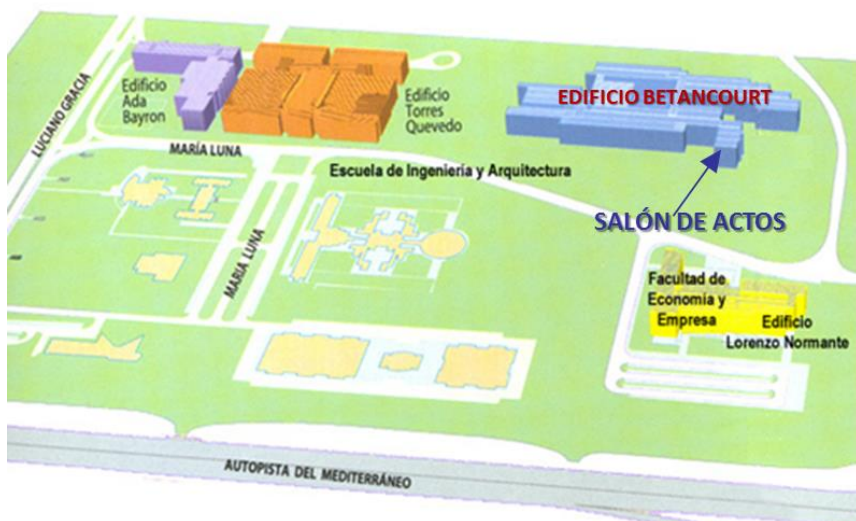 LUCIANO GRACIA
Edificio
Ada
Bayron
Edificio
Torres
Quevedo
EDIFICIO BETANCOURT
MARÍA LUNA
Escuela de Ingeniería y Arquitectura
SALÓN DE ACTOS
MARÍA LUNA
Facultad de
Economía y
Empresa
Edificio
Lorenzo Normante
AUTOPISTA DEL MEDITERRÁNEO